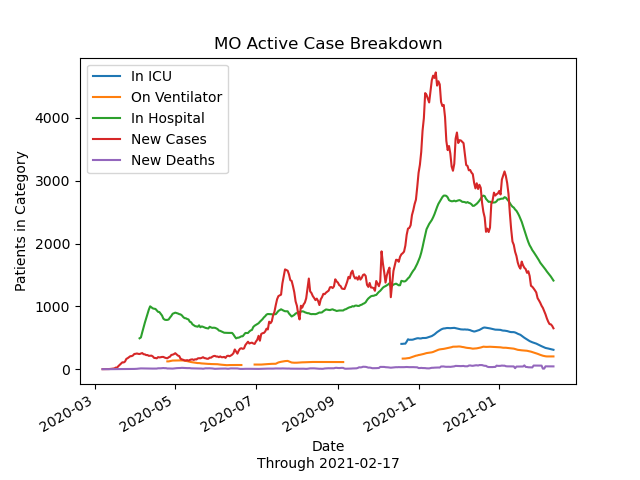 MO Active Case Breakdown
In ICU
On Ventilator
In Hospital
New Cases
New Deaths
Patients in Category
4000
3000
2000
1000
0
2020-03
2020-05
2020-07
2020-09
2020-11
2021-01
Date
Through 2021-02-17